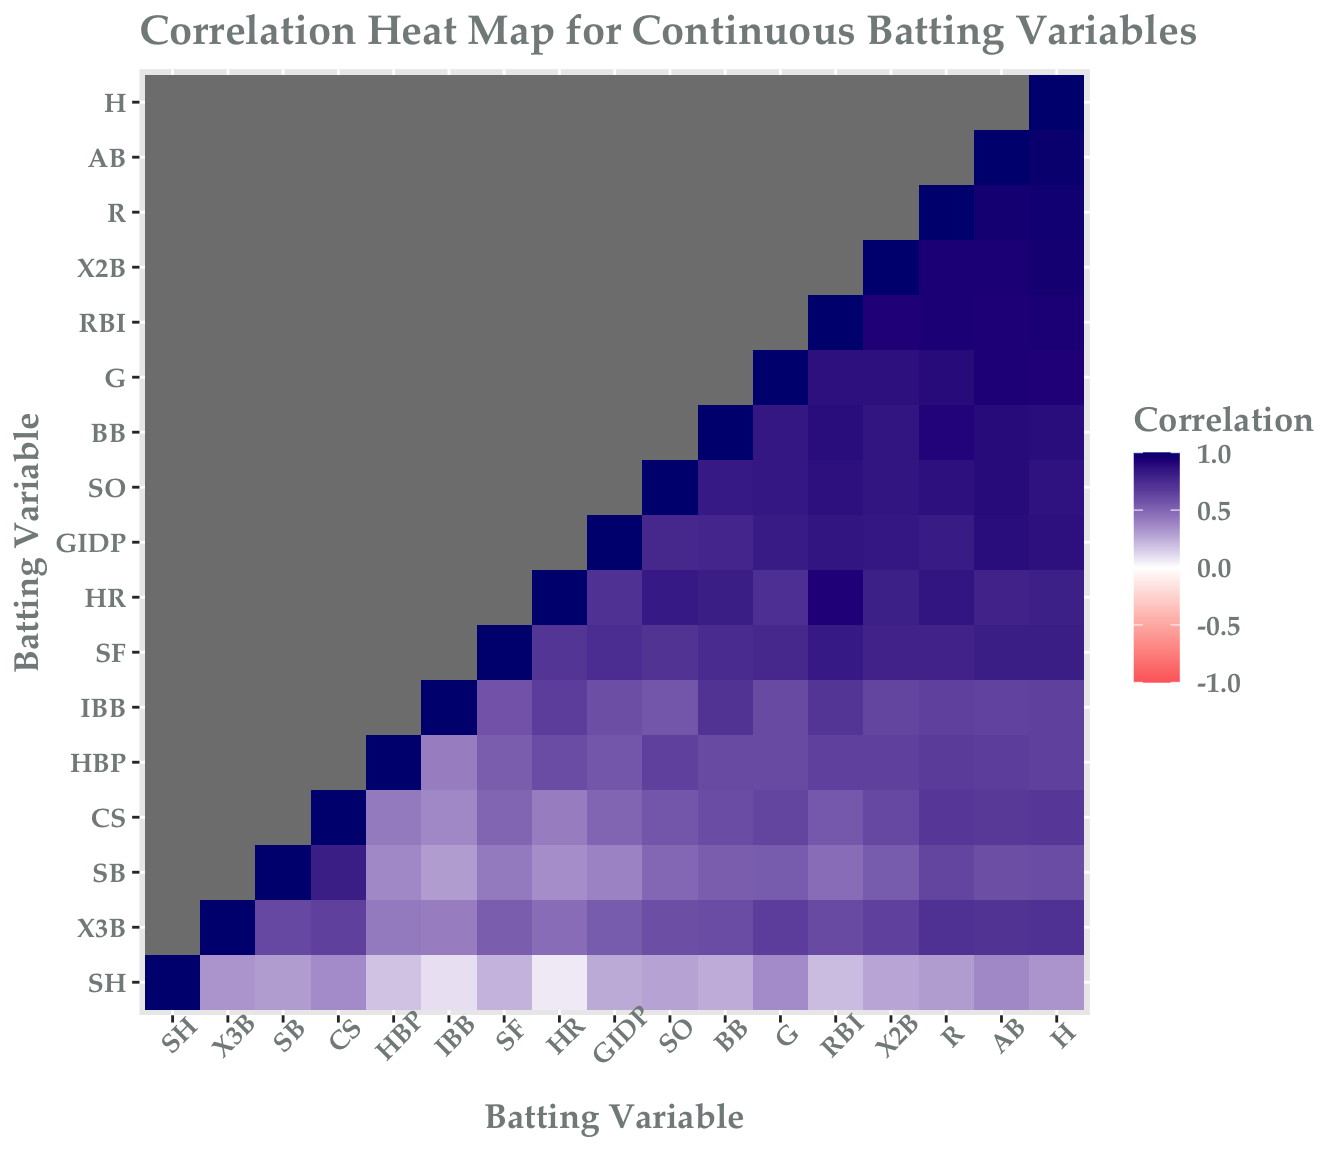 Correlation Heat Map for Continuous Batting Variables
Batting Variable
H
AB
R
X2B
RBI
G
BB
SO
GIDP
HR
SF
IBB
HBP
CS
SB
X3B
SH
SH X3B SB CS HBP IBB SF HR GIDP SO BB G RBI X2B R AB H
Batting Variable
Correlation
1.0
0.5
0.0
-0.5
-1.0